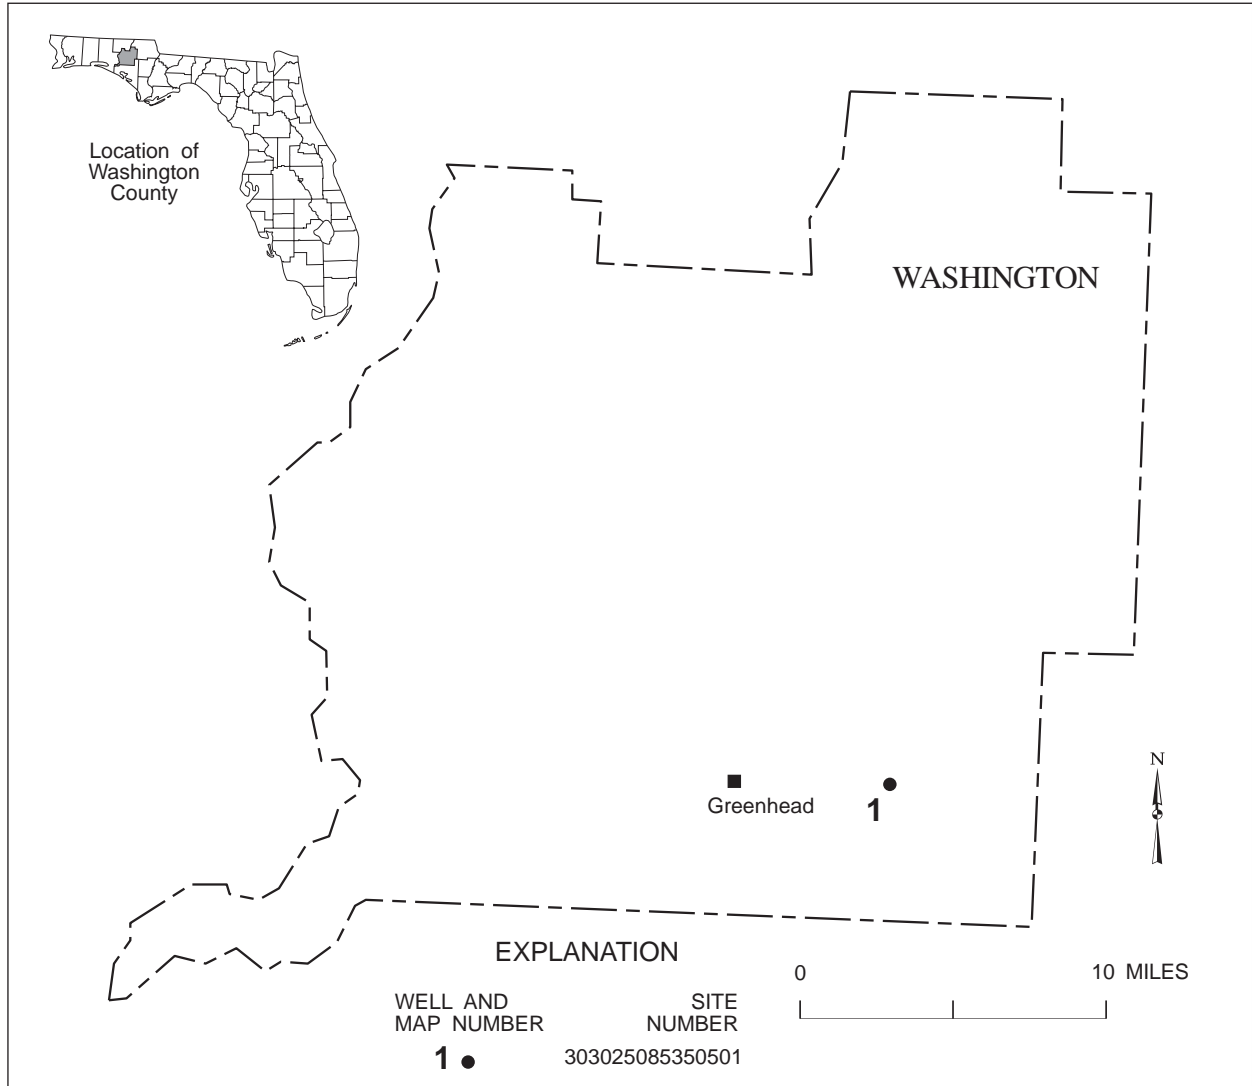 Location of
Washington
County
WASHINGTON
Greenhead
1
N
EXPLANATION
0 10 MILES
WELL AND SITE
MAP NUMBER NUMBER
1 303025085350501